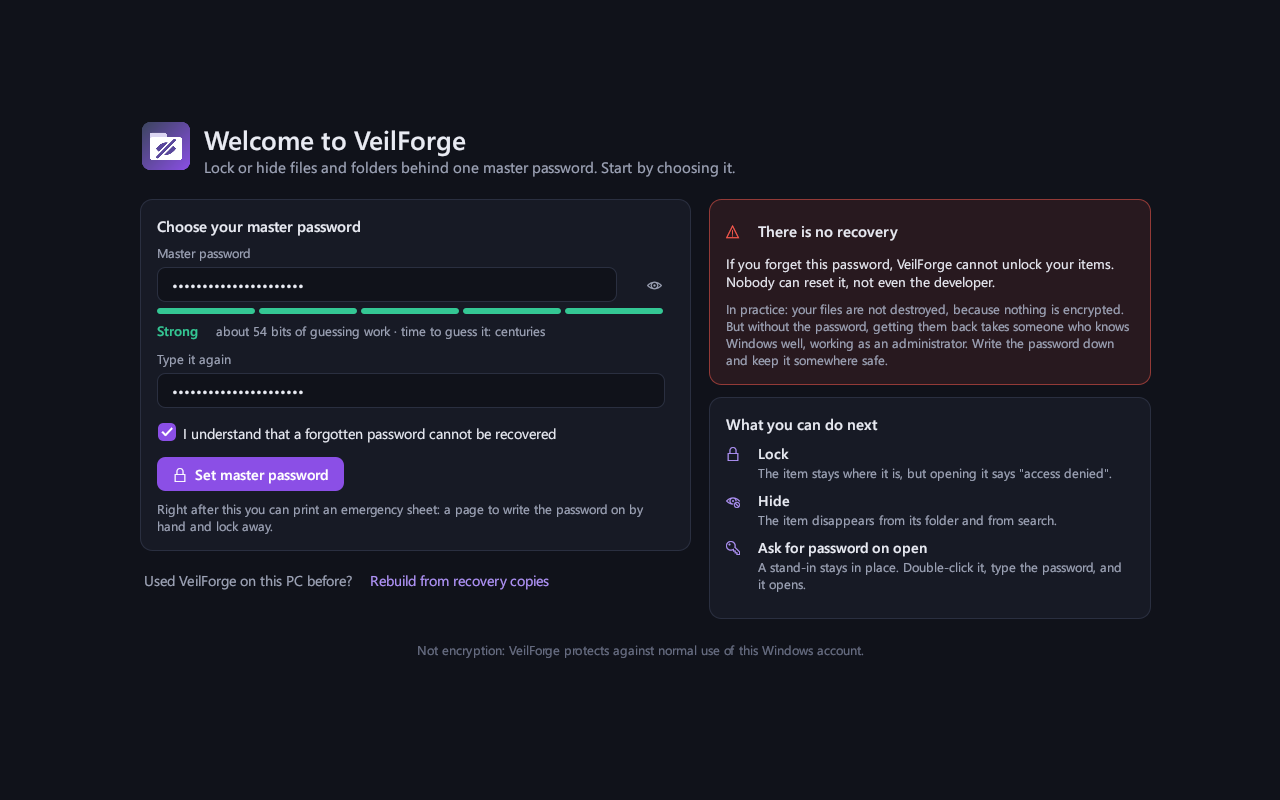 Welcome to VeilForge
Lock or hide files and folders behind one master password. Start by choosing it.
Choose your master password
Master password
••••••••••••••••••••••
Strong about 54 bits of guessing work · time to guess it: centuries
Type it again
••••••••••••••••••••••
I understand that a forgotten password cannot be recovered
Set master password
Right after this you can print an emergency sheet: a page to write the password on by
hand and lock away.
Used VeilForge on this PC before? Rebuild from recovery copies
There is no recovery
If you forget this password, VeilForge cannot unlock your items.
Nobody can reset it, not even the developer.
In practice: your files are not destroyed, because nothing is encrypted.
But without the password, getting them back takes someone who knows
Windows well, working as an administrator. Write the password down
and keep it somewhere safe.
What you can do next
Lock
The item stays where it is, but opening it says "access denied".
Hide
The item disappears from its folder and from search.
Ask for password on open
A stand-in stays in place. Double-click it, type the password, and
it opens.
Not encryption: VeilForge protects against normal use of this Windows account.